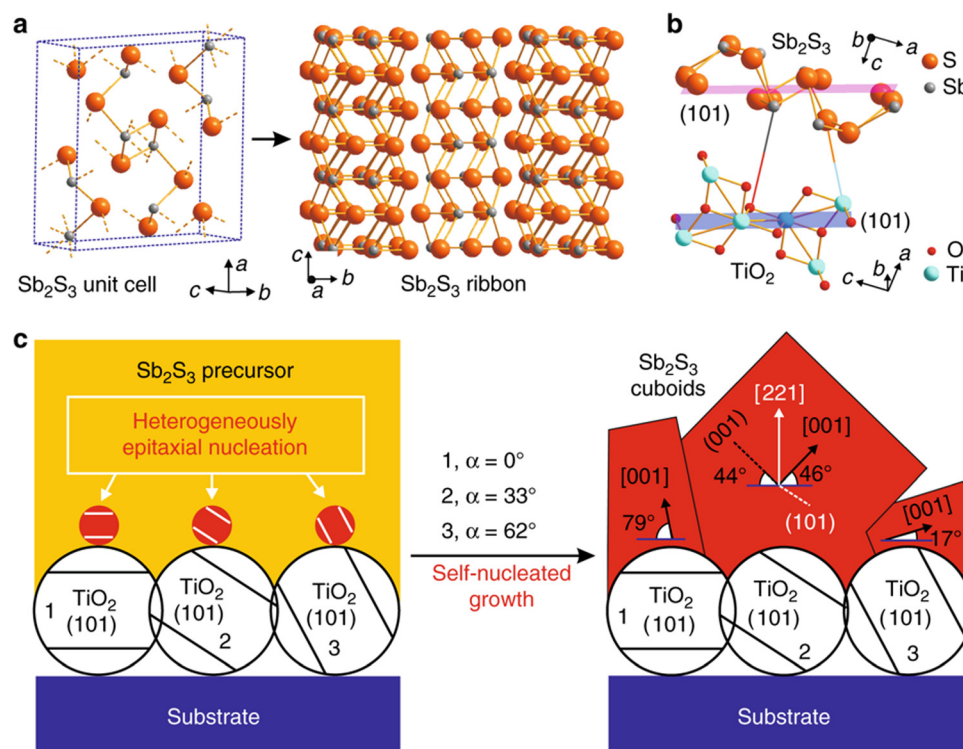 a
Sb₂S₃ unit cell
a
c
b
c
a
b
Sb₂S₃ ribbon
b
Sb₂S₃
b
a
c
S
Sb
(101)
(101)
TiO₂
a
b
c
O
Ti
c
Sb₂S₃ precursor
Heterogeneously
epitaxial nucleation
TiO₂
(101)
1
TiO₂
(101)
2
TiO₂
(101)
3
Substrate
1, α = 0°
2, α = 33°
3, α = 62°
Self-nucleated
growth
Sb₂S₃
cuboids
[221]
(001)
[001]
44°
46°
(101)
[001]
79°
[001]
17°
TiO₂
(101)
1
TiO₂
(101)
2
TiO₂
(101)
3
Substrate